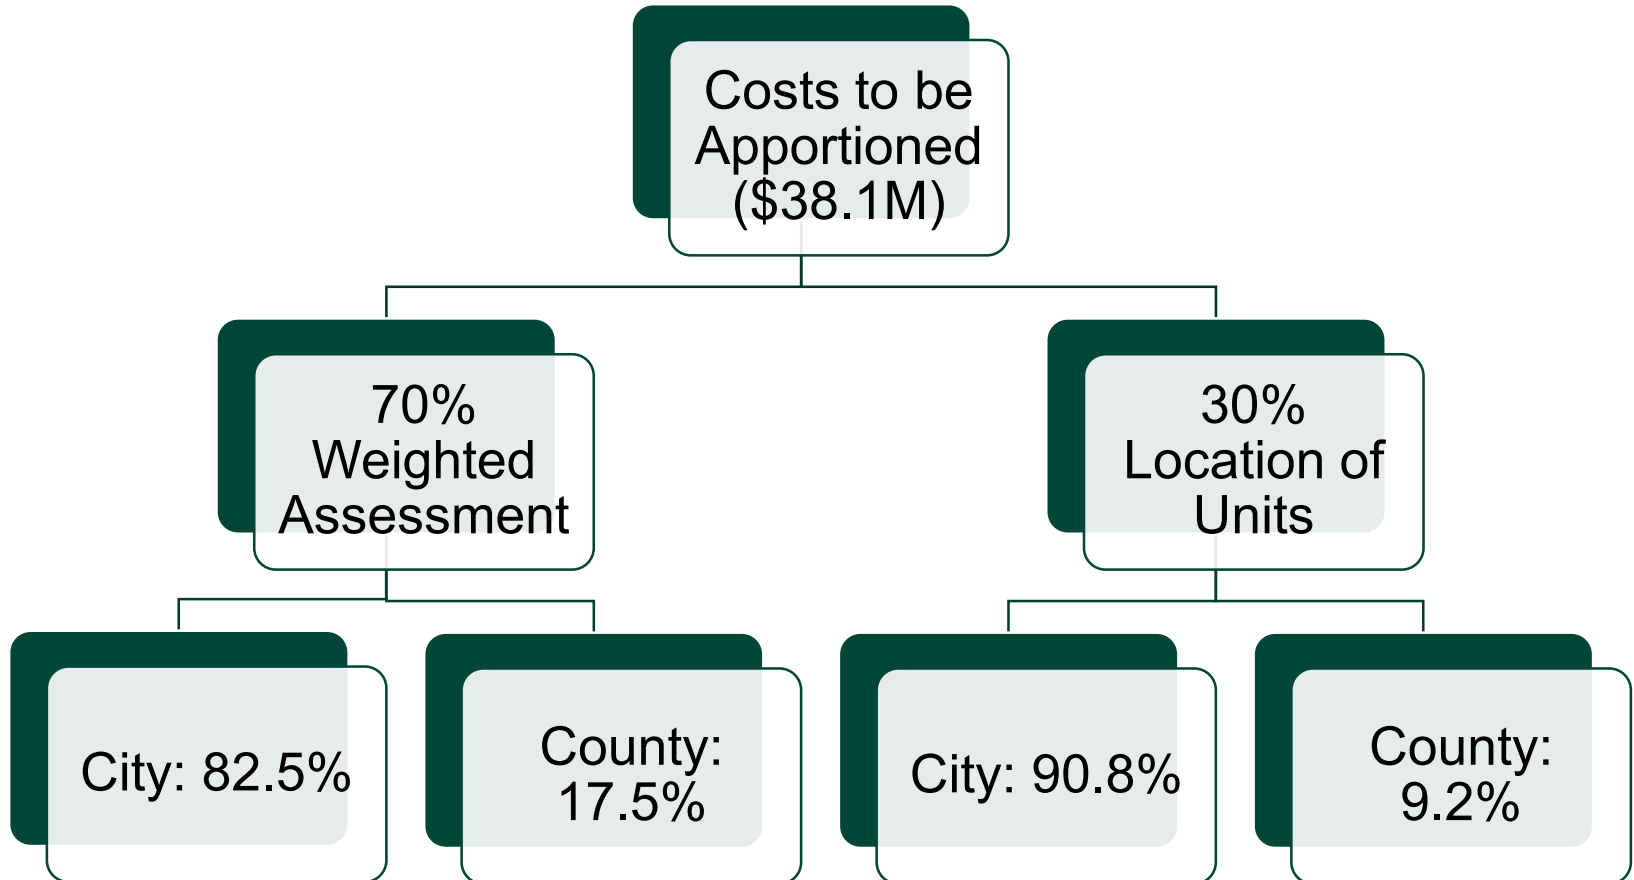 Costs to be
Apportioned
($38.1M)
70%
Weighted
Assessment
30%
Location of
Units
City: 82.5%
County:
17.5%
City: 90.8%
County:
9.2%